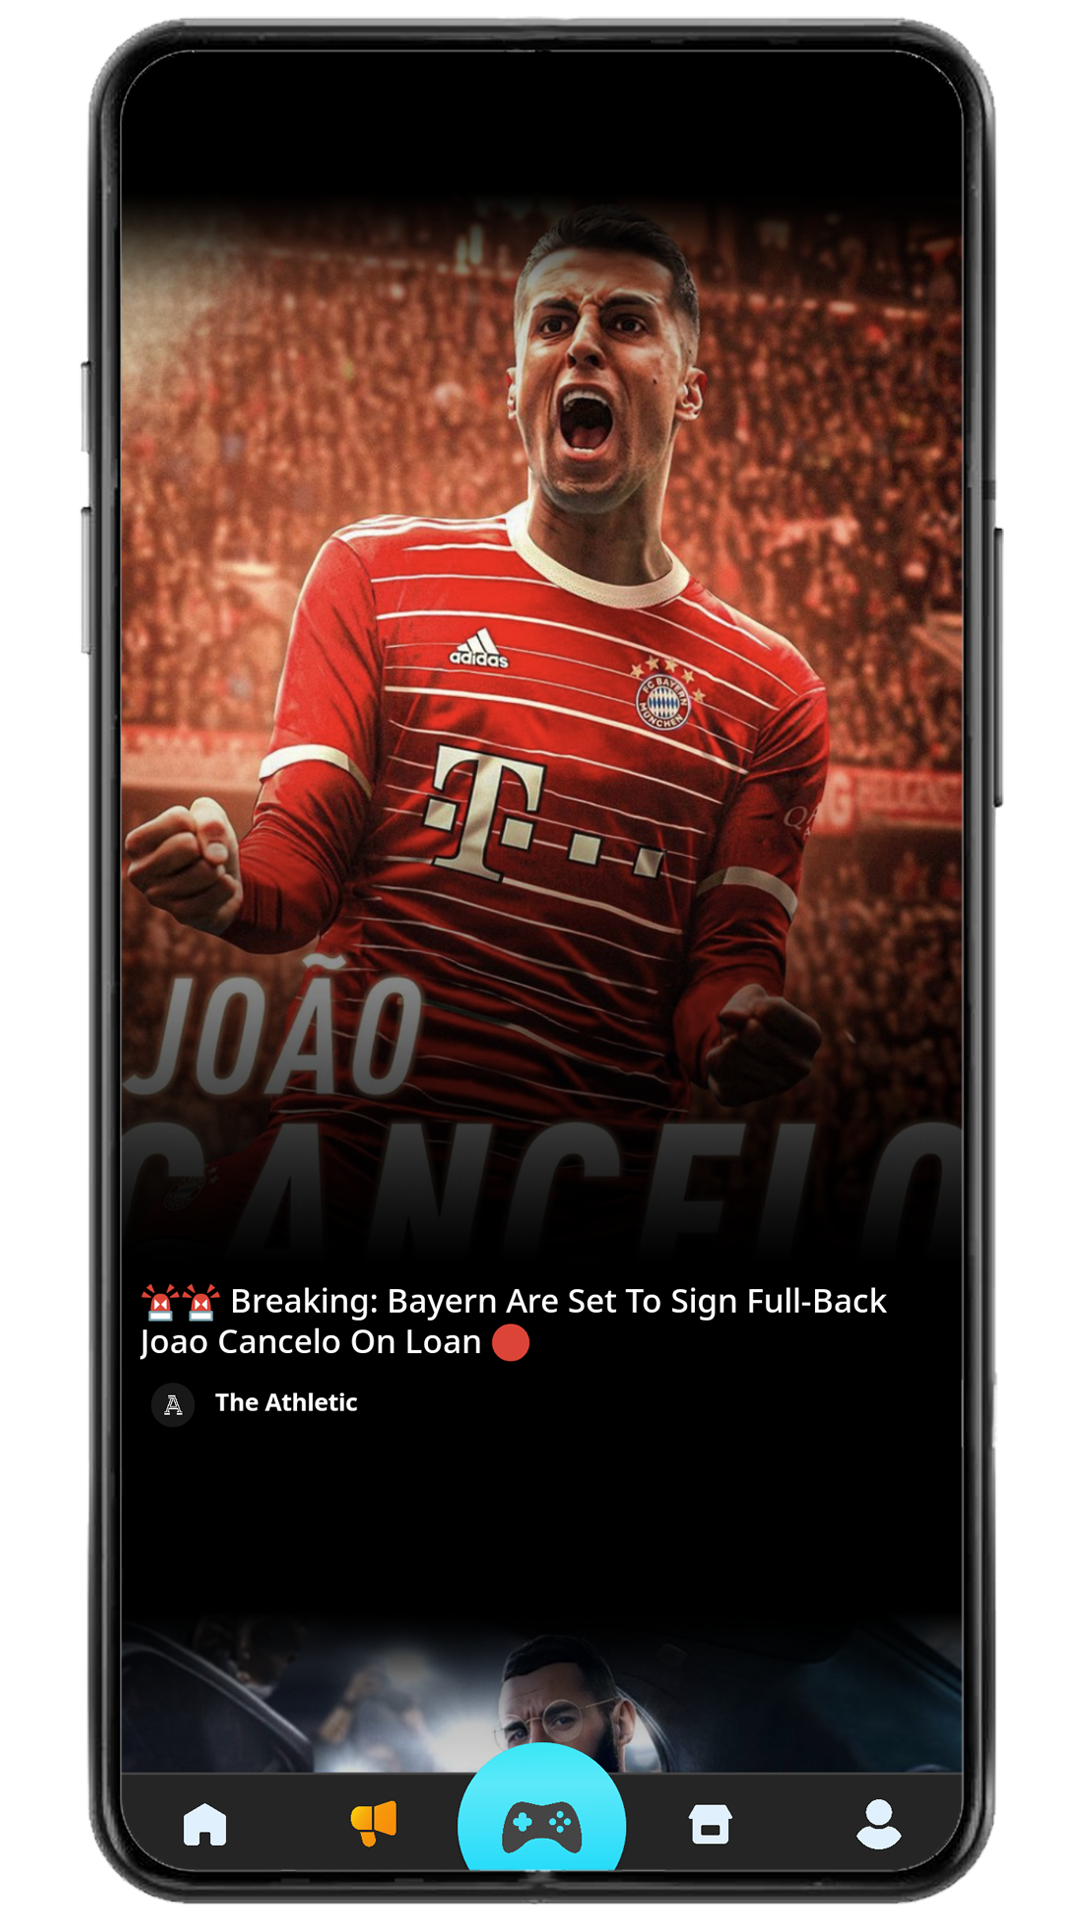 adidas
FC BAYERN
MÜNCHEN
T
JOÃO
CANCELO
🚨🚨 Breaking: Bayern Are Set To Sign Full-Back
Joao Cancelo On Loan 🔴
A The Athletic